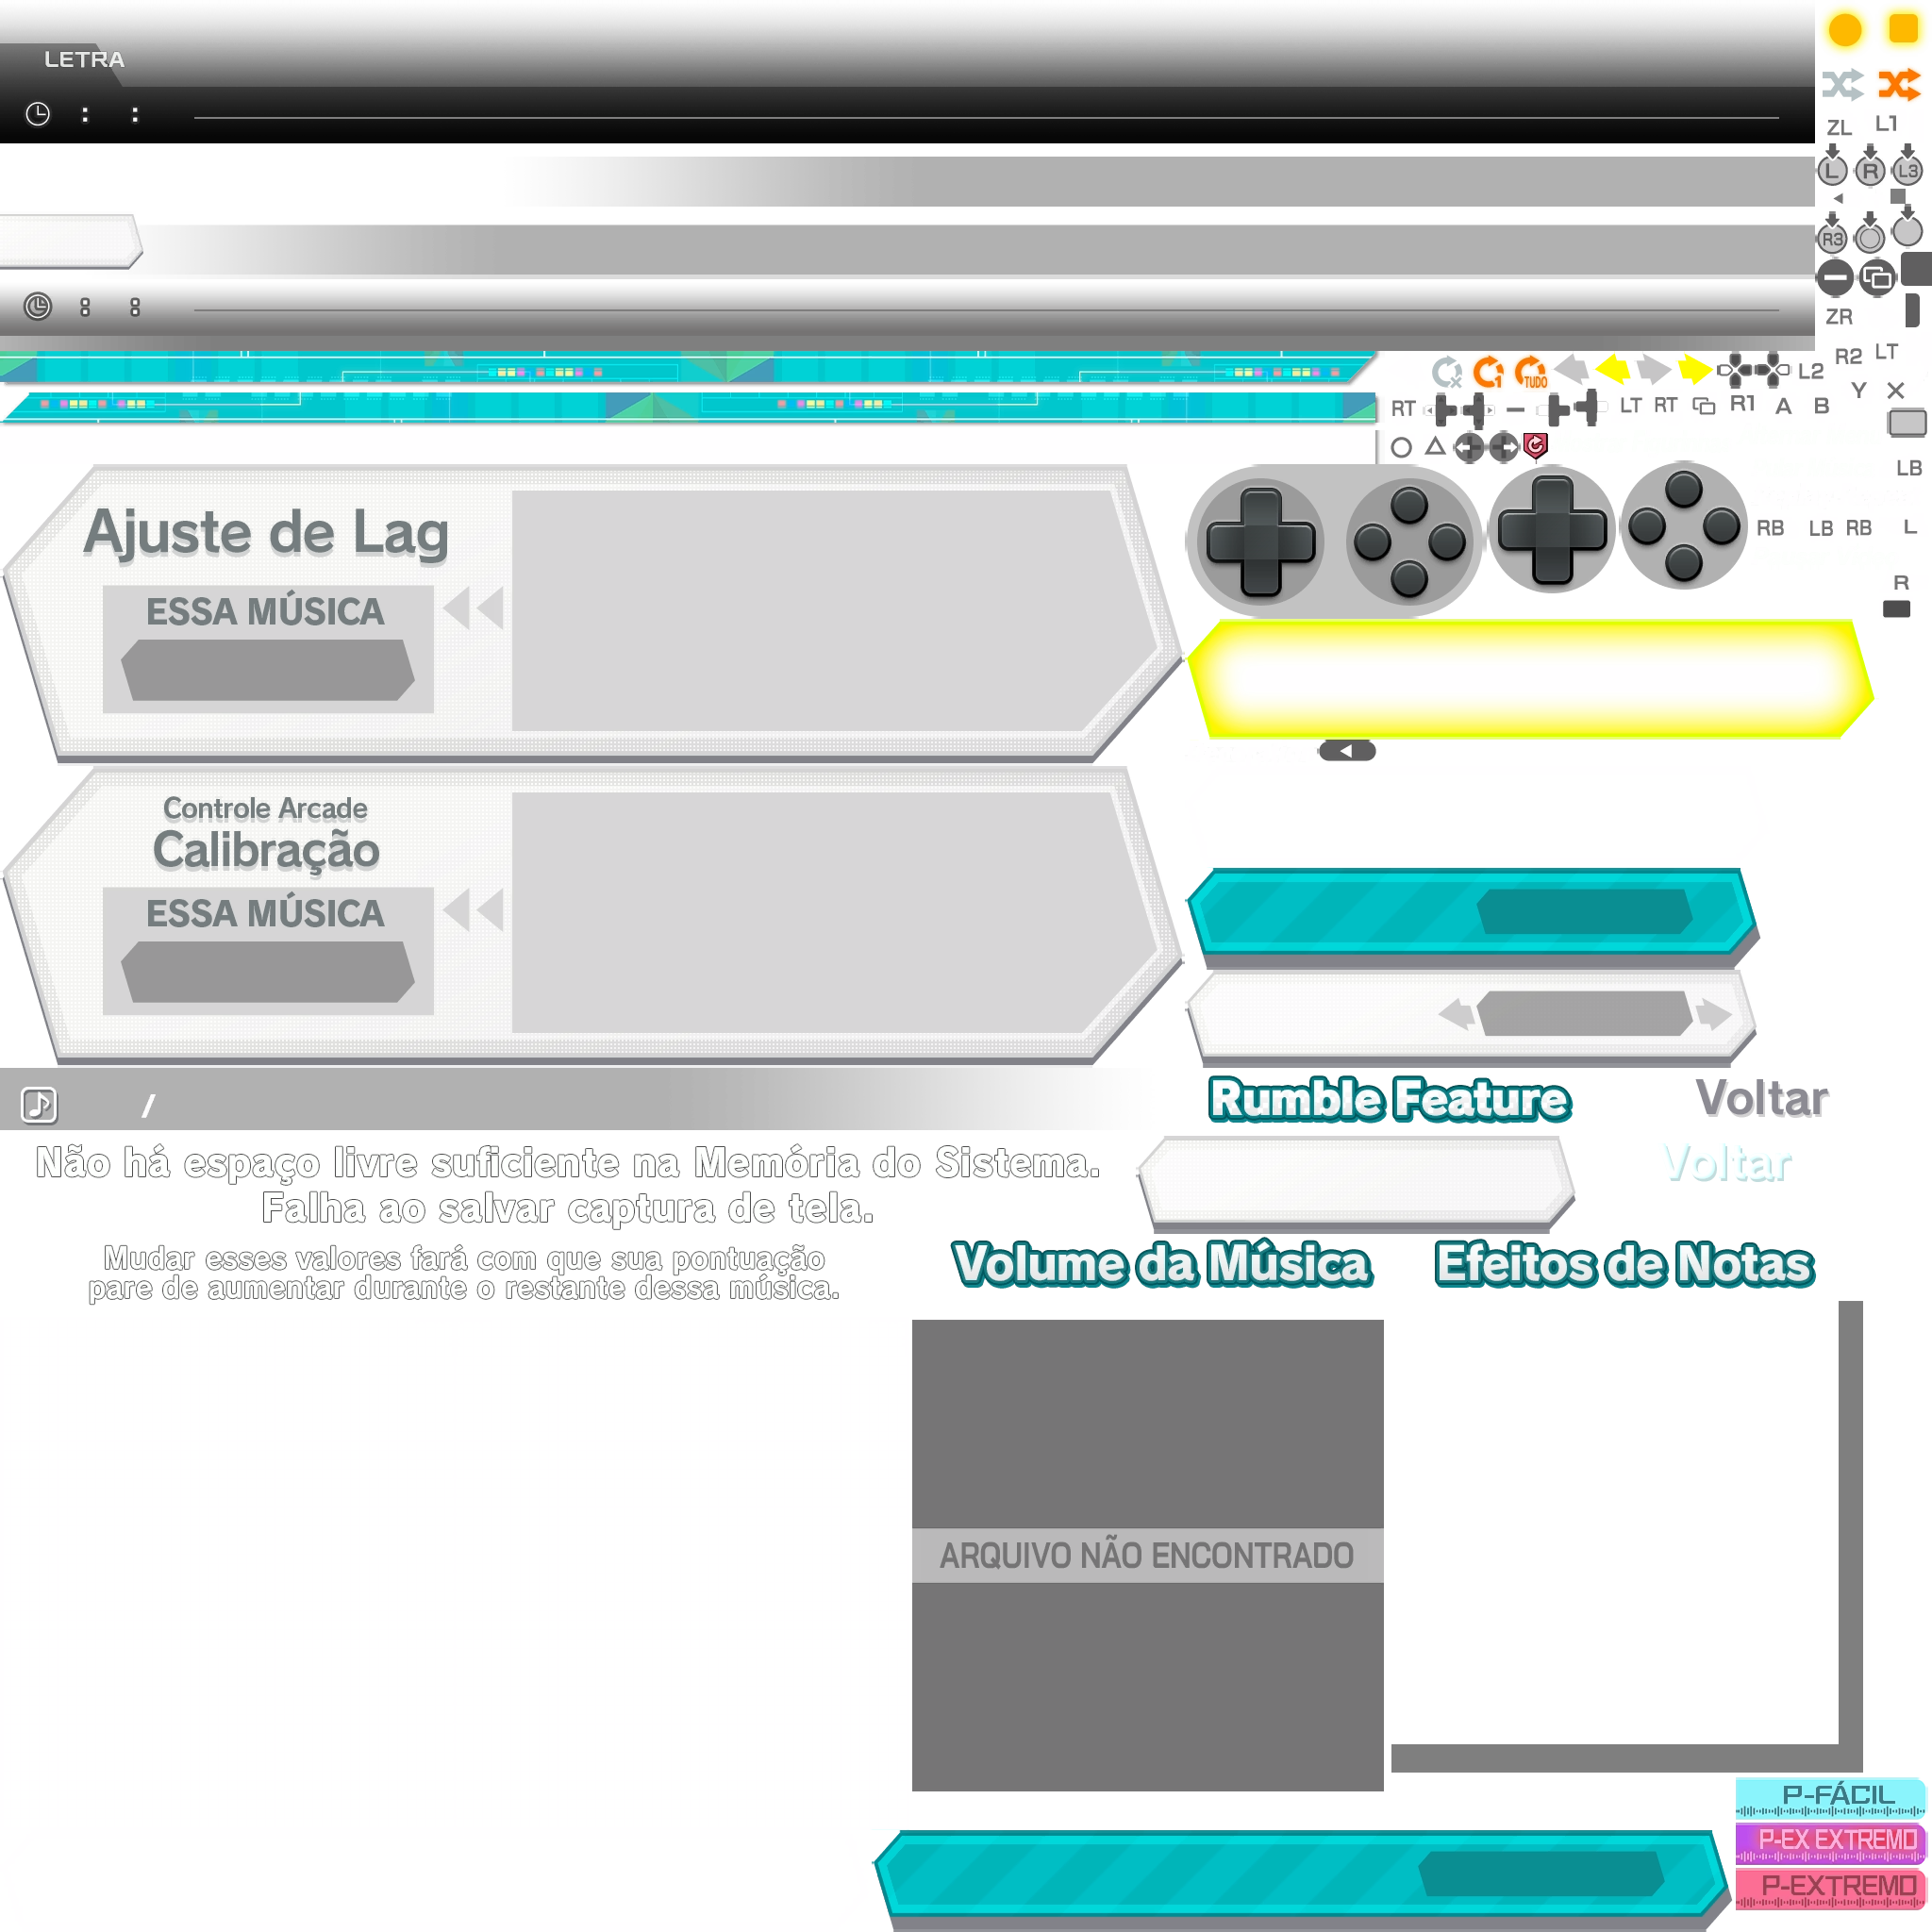 LETRA
: :
ZL L1
L R L3
R3
ZR
: :
R2 LT
× 1 TUDO L2
Y ×
RT LT RT R1 A B
LB
Ajuste de Lag
RB LB RB L
R
ESSA MÚSICA
Controle Arcade
Calibração
ESSA MÚSICA
/
Rumble Feature
Voltar
Voltar
Não há espaço livre suficiente na Memória do Sistema.
Falha ao salvar captura de tela.
Mudar esses valores fará com que sua pontuação
pare de aumentar durante o restante dessa música.
Volume da Música
Efeitos de Notas
ARQUIVO NÃO ENCONTRADO
P-FÁCIL
P-EX EXTREMO
P-EXTREMO